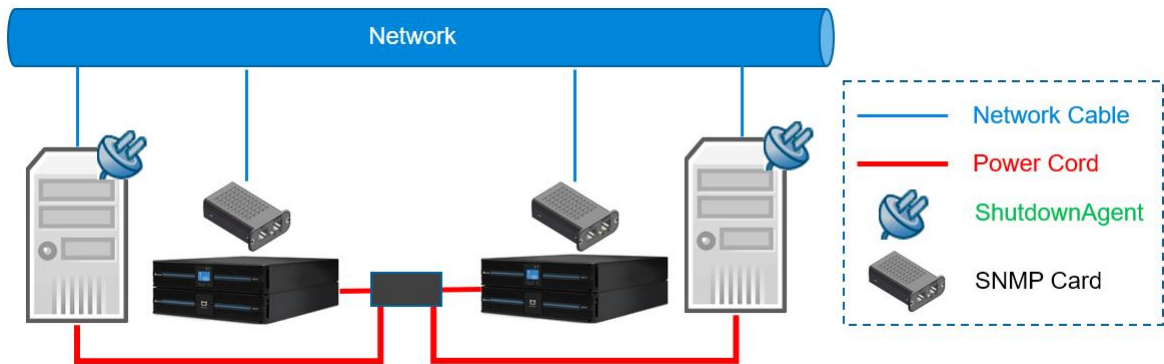 Network
Network Cable
Power Cord
ShutdownAgent
SNMP Card